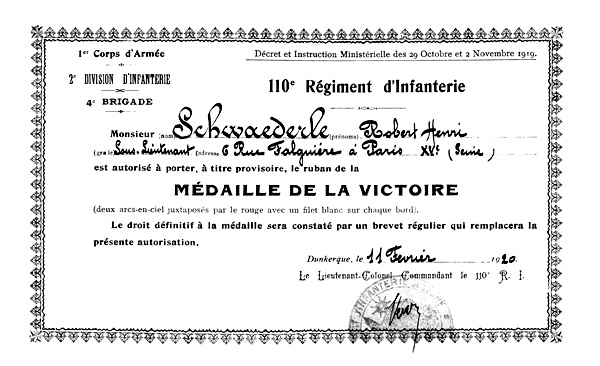 1er Corps d'Armée
Décret et Instruction Ministérielle des 29 Octobre et 2 Novembre 1919.
2e DIVISION D'INFANTERIE
4e BRIGADE
110e Régiment d'Infanterie
Monsieur (nom) Schwaederle (prénoms) Robert Henri
(grade) Sous-Lieutenant (adresse) 6 Rue Falguière à Paris XVe (Seine)
est autorisé à porter, à titre provisoire, le ruban de la
MÉDAILLE DE LA VICTOIRE
(deux arcs-en-ciel juxtaposés par le rouge avec un filet blanc sur chaque bord).
Le droit définitif à la médaille sera constaté par un brevet régulier qui remplacera la
présente autorisation.
Dunkerque, le 11 Fevrier 1920.
Le Lieutenant-Colonel Commandant le 110e R. I.
INFANTERIE